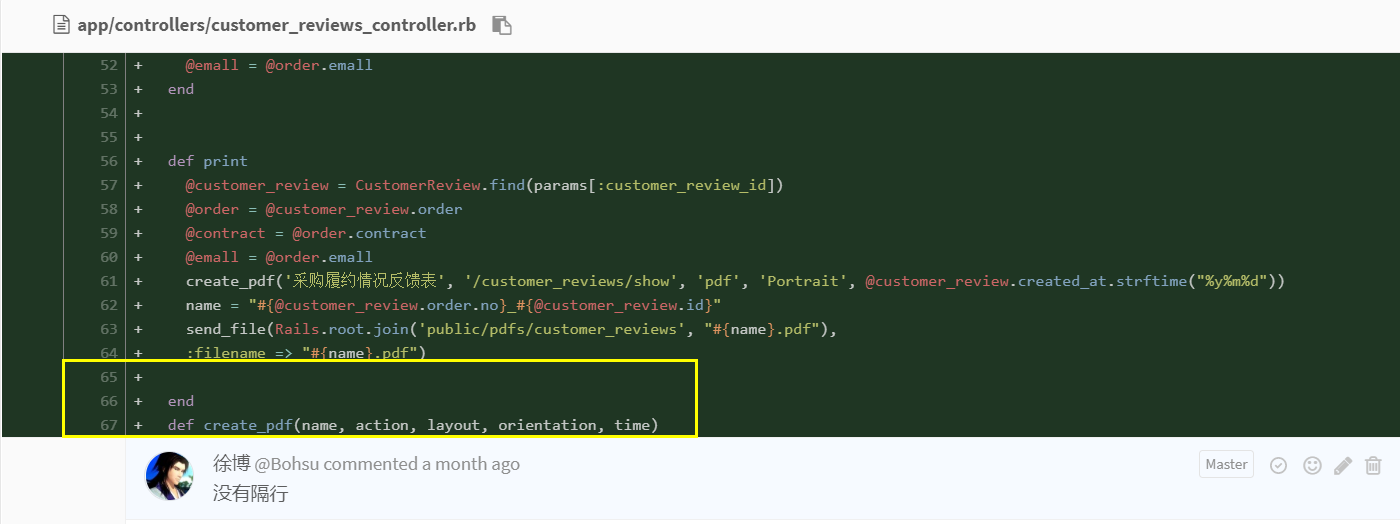 app/controllers/customer_reviews_controller.rb
52 + @emall = @order.emall
53 + end
54 +
55 +
56 + def print
57 + @customer_review = CustomerReview.find(params[:customer_review_id])
58 + @order = @customer_review.order
59 + @contract = @order.contract
60 + @emall = @order.emall
61 + create_pdf('采购履约情况反馈表', '/customer_reviews/show', 'pdf', 'Portrait', @customer_review.created_at.strftime("%y%m%d"))
62 + name = "#{@customer_review.order.no}_#{@customer_review.id}"
63 + send_file(Rails.root.join('public/pdfs/customer_reviews', "#{name}.pdf"),
64 + :filename => "#{name}.pdf")
65 +
66 + end
67 + def create_pdf(name, action, layout, orientation, time)
徐博 @Bohsu commented a month ago Master
没有隔行